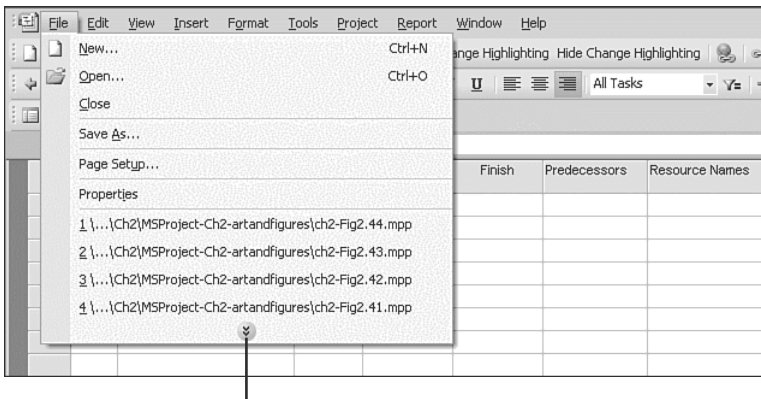 File Edit View Insert Format Tools Project Report Window Help
New... Ctrl+N
ange Highlighting Hide Change Highlighting
Open... Ctrl+O
U All Tasks
Close
Save As...
Page Setup...
Finish Predecessors Resource Names
Properties
1 \...\Ch2\MSProject-Ch2-artandfigures\ch2-Fig2.44.mpp
2 \...\Ch2\MSProject-Ch2-artandfigures\ch2-Fig2.43.mpp
3 \...\Ch2\MSProject-Ch2-artandfigures\ch2-Fig2.42.mpp
4 \...\Ch2\MSProject-Ch2-artandfigures\ch2-Fig2.41.mpp